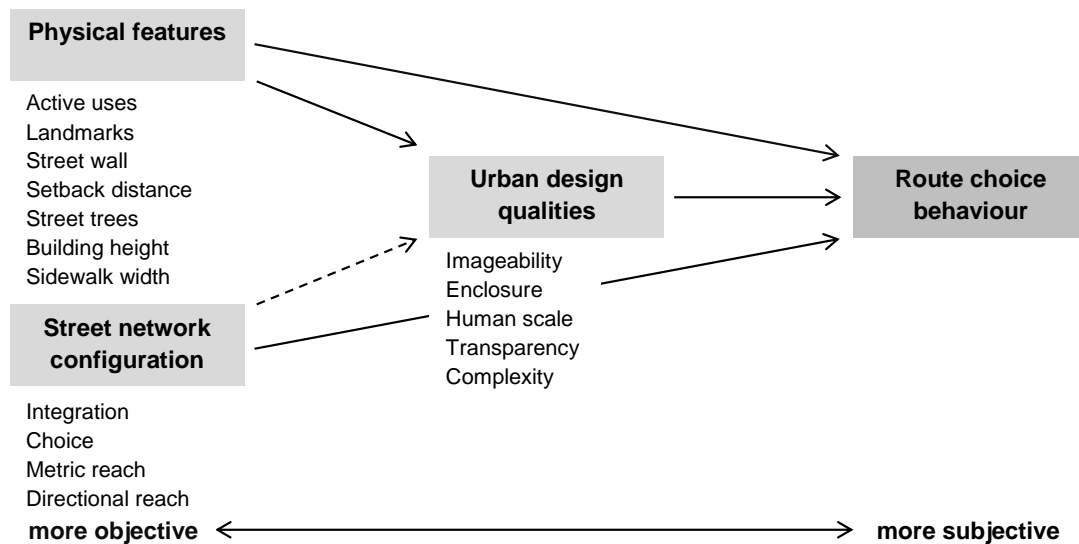 Physical features
Active uses
Landmarks
Street wall
Setback distance
Street trees
Building height
Sidewalk width
Street network
configuration
Integration
Choice
Metric reach
Directional reach
Urban design
qualities
Imageability
Enclosure
Human scale
Transparency
Complexity
Route choice
behaviour
more objective
more subjective